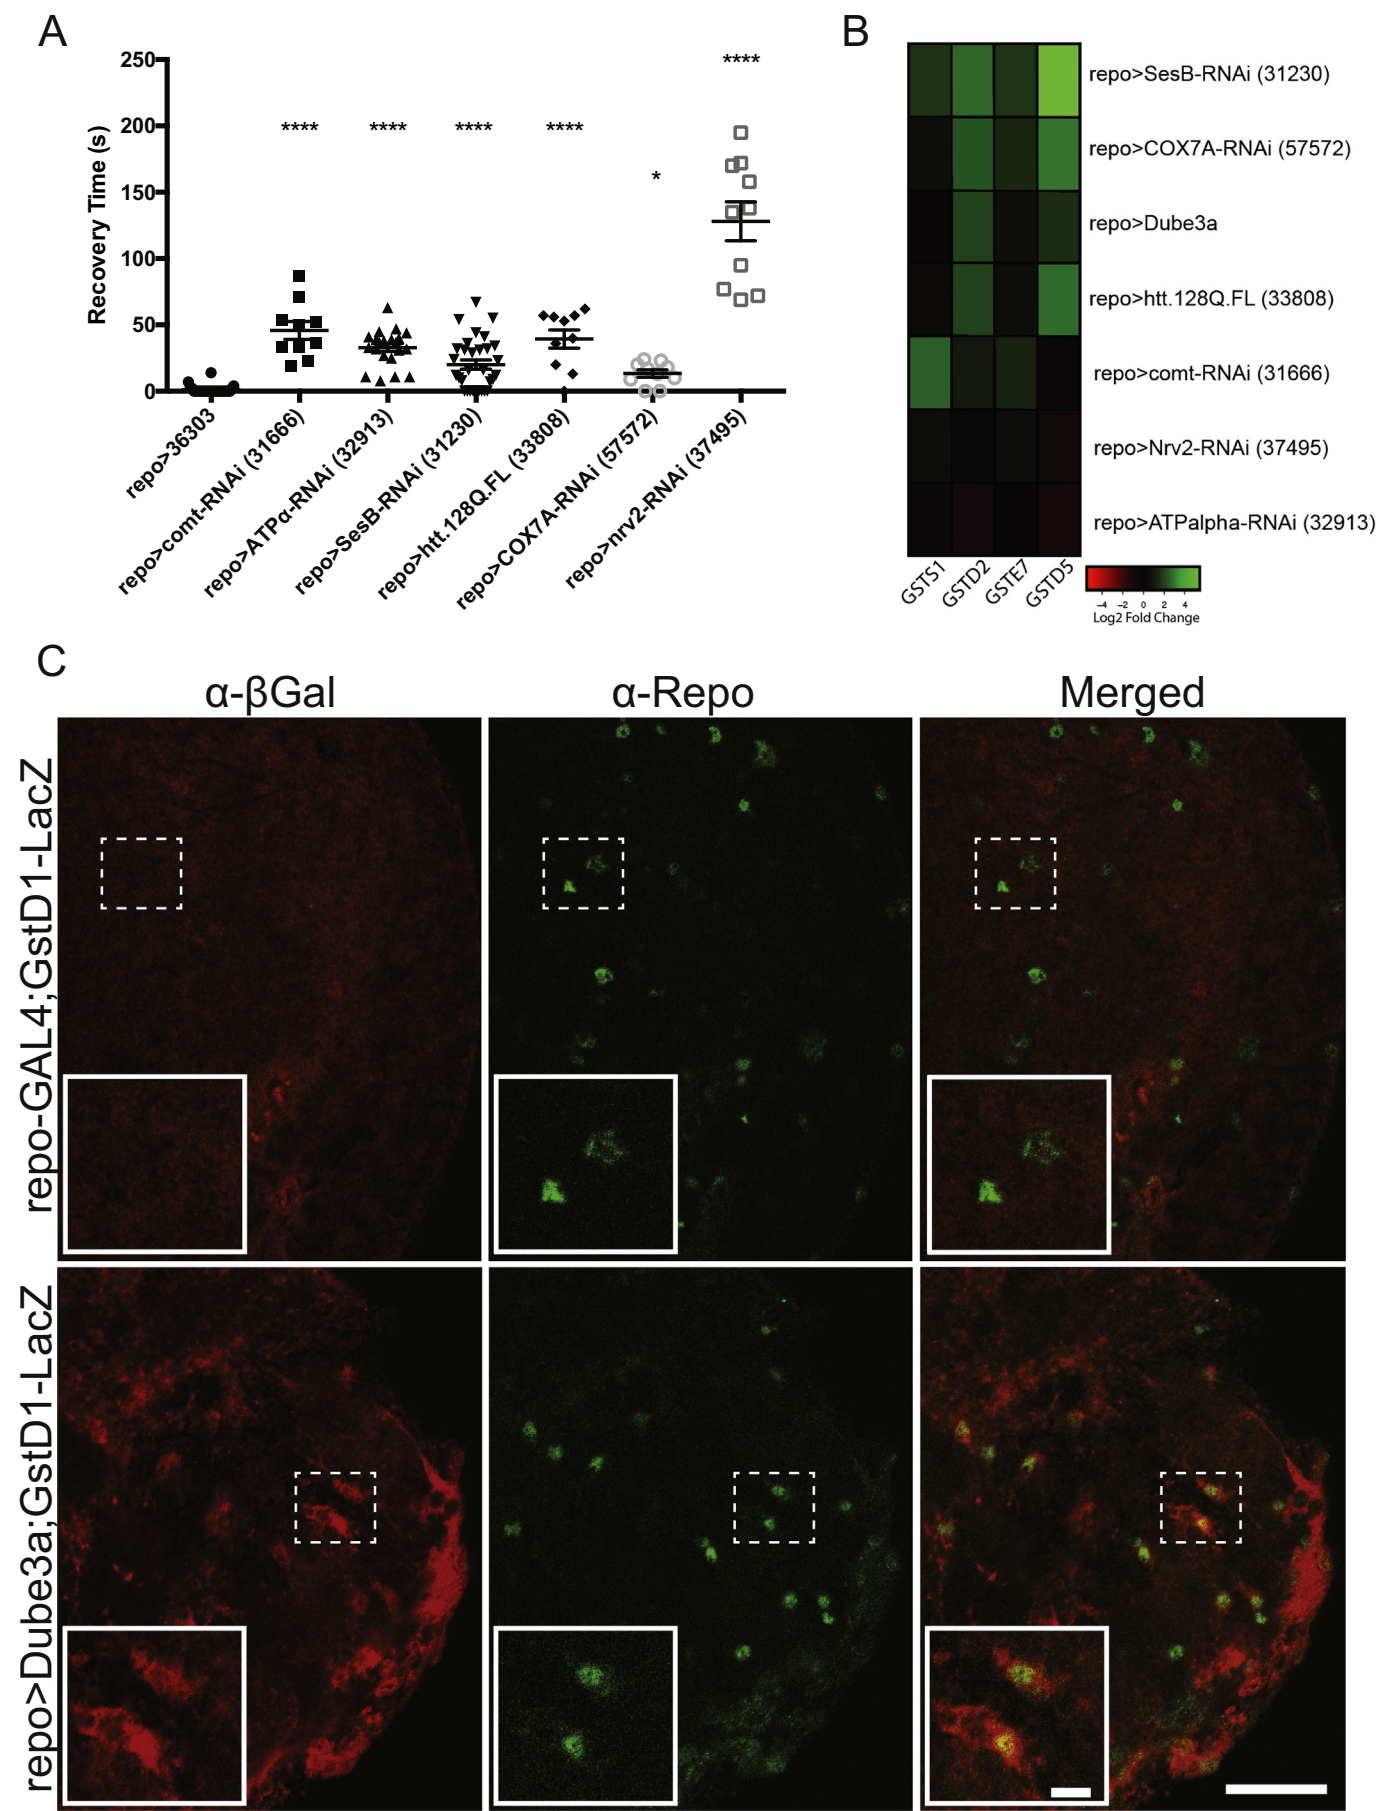 A
250
200
150
100
50
0
Recovery Time (s)
****
****
****
****
*
****
repo>36303
repo>comt-RNAi (31666)
repo>ATPα-RNAi (32913)
repo>SesB-RNAi (31230)
repo>htt.128Q.FL (33808)
repo>COX7A-RNAi (57572)
repo>nrv2-RNAi (37495)
B
repo>SesB-RNAi (31230)
repo>COX7A-RNAi (57572)
repo>Dube3a
repo>htt.128Q.FL (33808)
repo>comt-RNAi (31666)
repo>Nrv2-RNAi (37495)
repo>ATPalpha-RNAi (32913)
GSTS1
GSTD2
GSTE7
GSTD5
-4 -2 0 2 4
Log2 Fold Change
C
α-βGal
α-Repo
Merged
repo-GAL4;GstD1-LacZ
repo>Dube3a;GstD1-LacZ